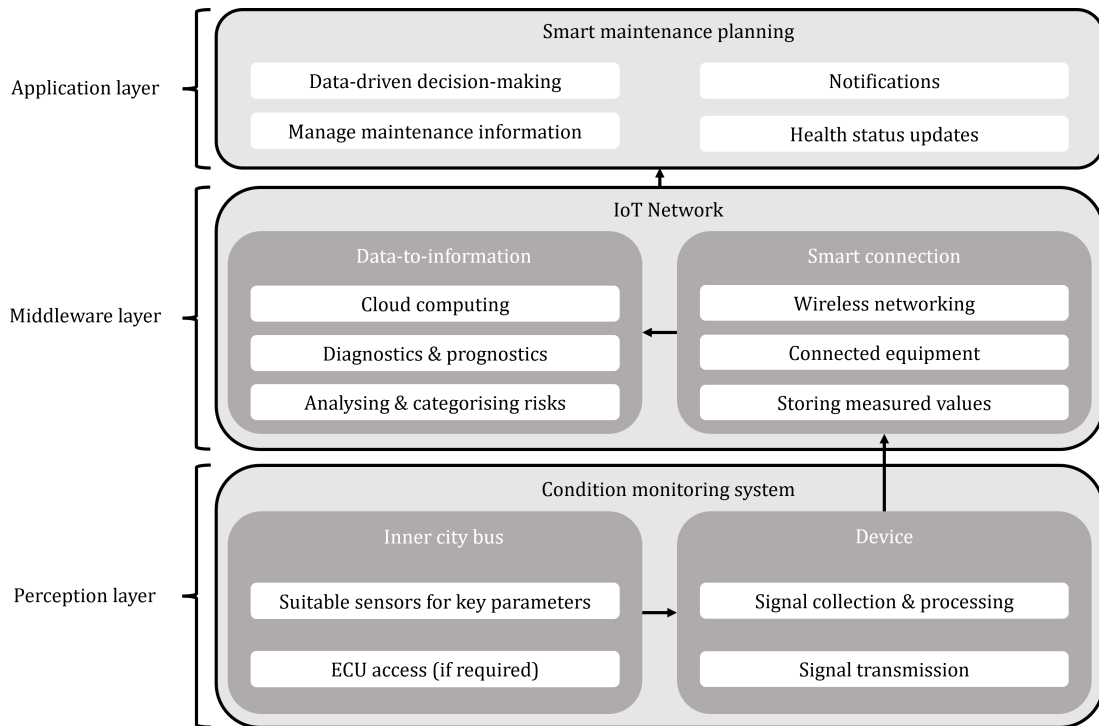 Smart maintenance planning
Application layer
Data-driven decision-making
Notifications
Manage maintenance information
Health status updates
IoT Network
Middleware layer
Data-to-information
Cloud computing
Diagnostics & prognostics
Analysing & categorising risks
Smart connection
Wireless networking
Connected equipment
Storing measured values
Condition monitoring system
Perception layer
Inner city bus
Suitable sensors for key parameters
ECU access (if required)
Device
Signal collection & processing
Signal transmission